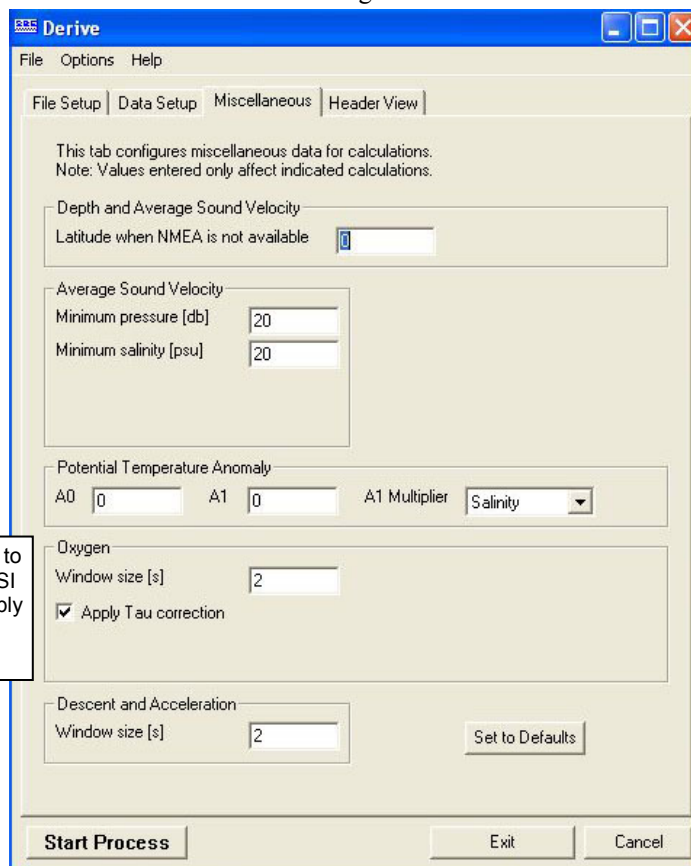 Derive
File Options Help
File Setup Data Setup Miscellaneous Header View
This tab configures miscellaneous data for calculations.
Note: Values entered only affect indicated calculations.
Depth and Average Sound Velocity
Latitude when NMEA is not available 0
Average Sound Velocity
Minimum pressure [db] 20
Minimum salinity [psu] 20
Potential Temperature Anomaly
A0 0 A1 0 A1 Multiplier Salinity
to
SI
Oxygen
Window size [s] 2
Apply Tau correction
Descent and Acceleration
Window size [s] 2
Set to Defaults
Start Process Exit Cancel